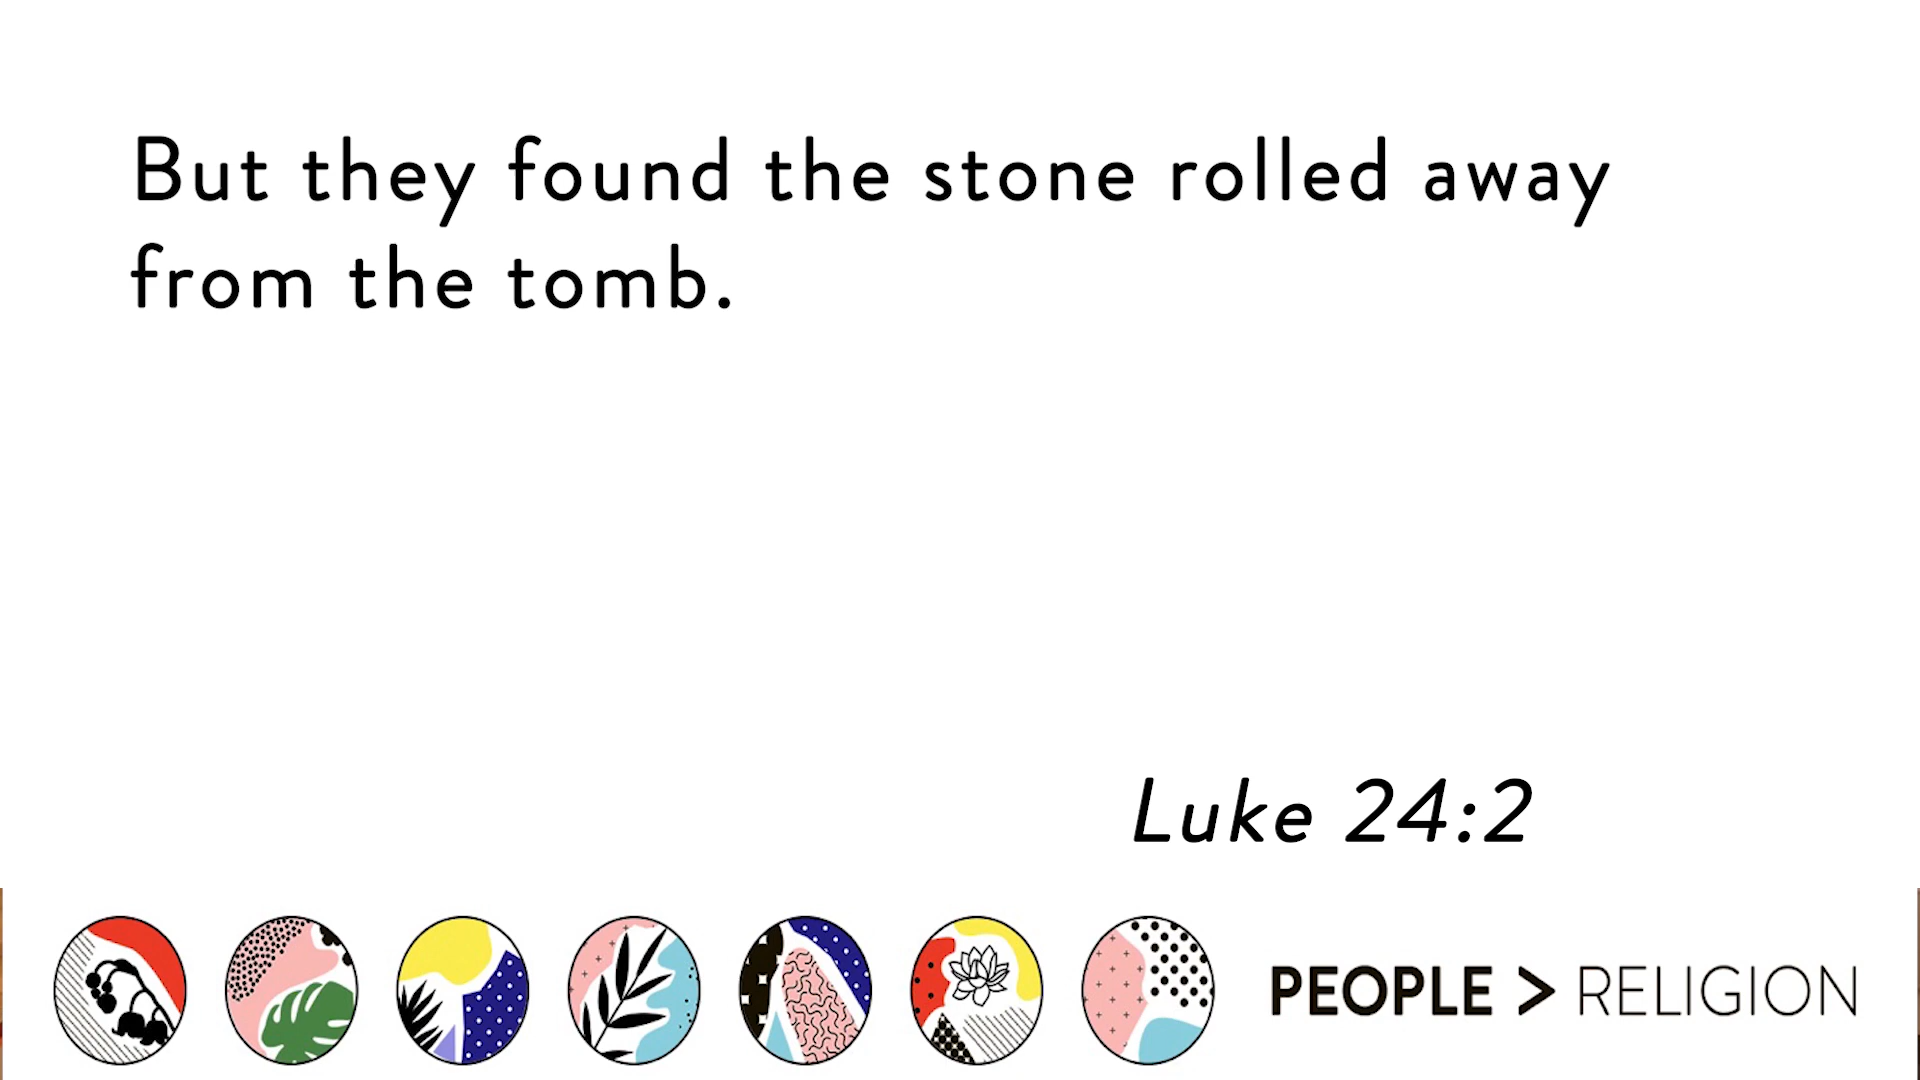 But they found the stone rolled away
from the tomb.
Luke 24:2
PEOPLE > RELIGION